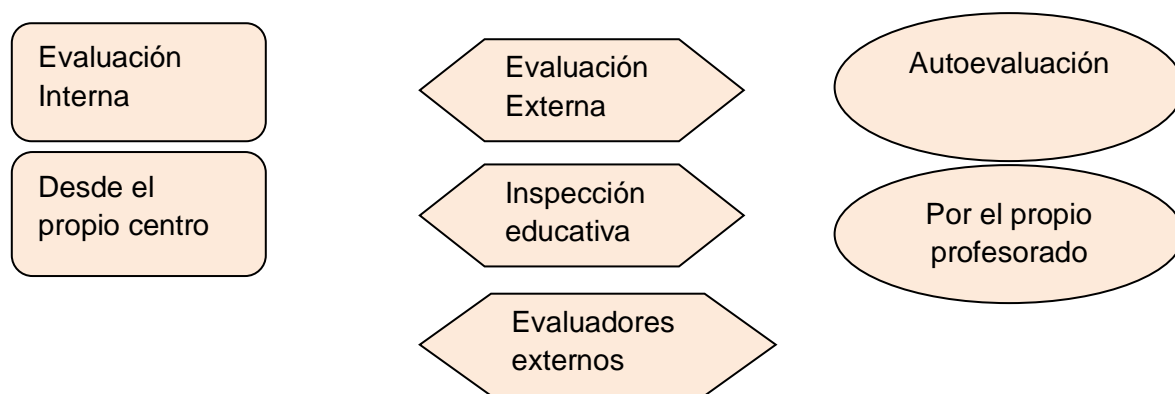 Evaluación
Interna
Desde el
propio centro
Evaluación
Externa
Inspección
educativa
Evaluadores
externos
Autoevaluación
Por el propio
profesorado